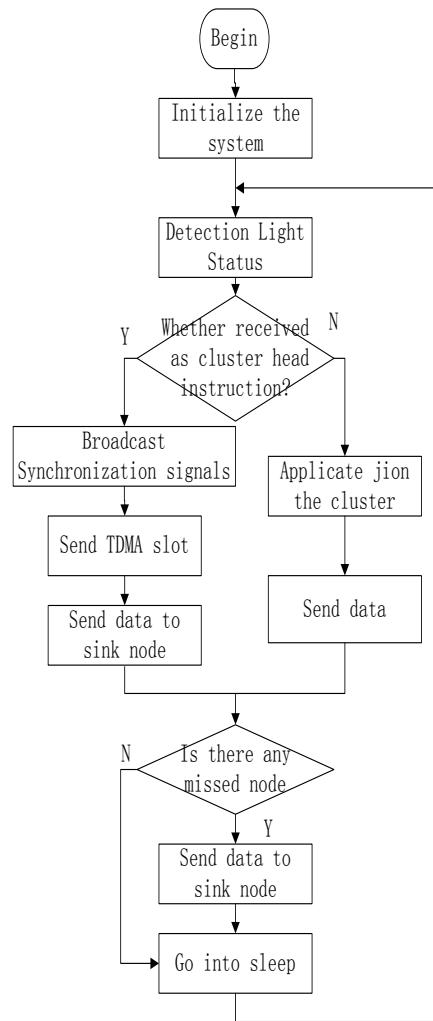 Begin
Initialize the
system
Detection Light
Status
Whether received
as cluster head
instruction?
Y
N
Broadcast
Synchronization signals
Applicate jion
the cluster
Send TDMA slot
Send data
Send data to
sink node
Is there any
missed node
N
Y
Send data to
sink node
Go into sleep